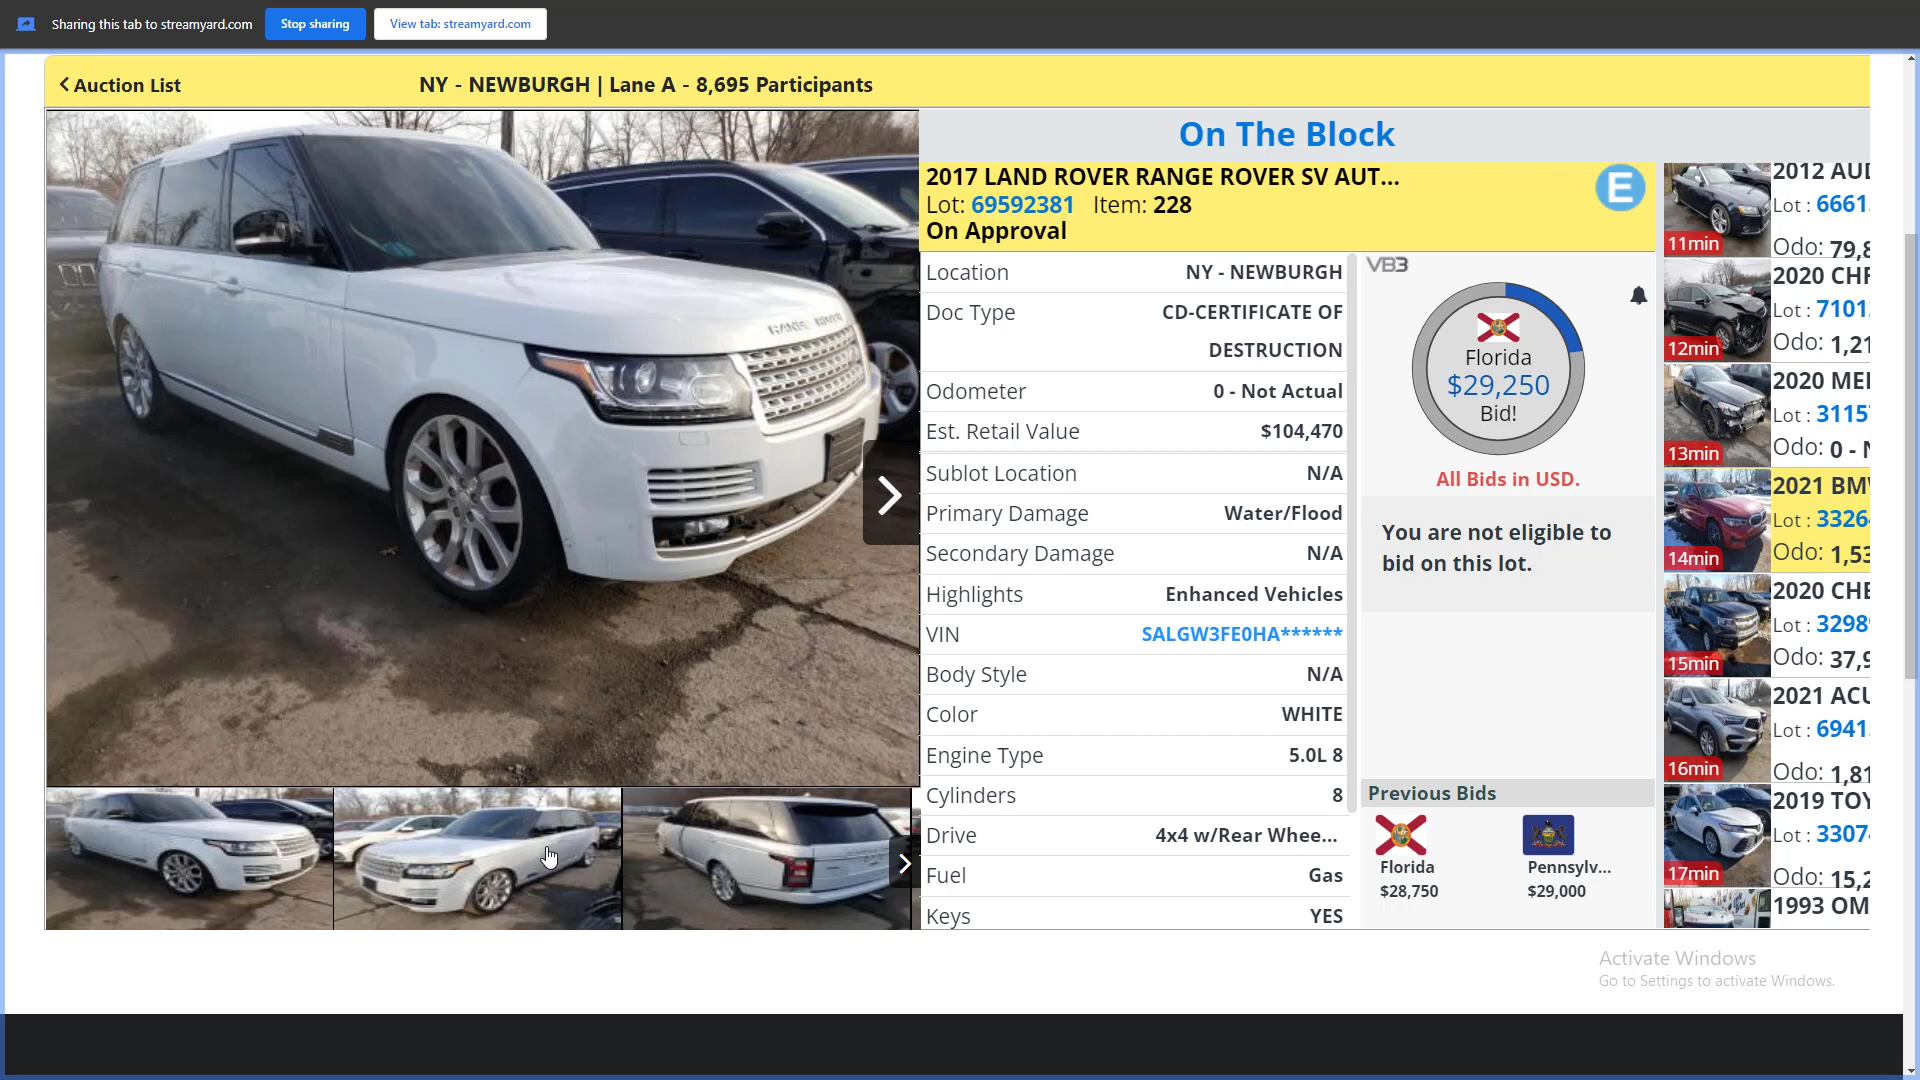 Sharing this tab to streamyard.com
Stop sharing
View tab: streamyard.com
Auction List
NY - NEWBURGH | Lane A - 8,695 Participants
RANGE ROVER
On The Block
2017 LAND ROVER RANGE ROVER SV AUT...
Lot: 69592381 Item: 228
On Approval
E
Location NY - NEWBURGH
Doc Type CD-CERTIFICATE OF
DESTRUCTION
Odometer 0 - Not Actual
Est. Retail Value $104,470
Sublot Location N/A
Primary Damage Water/Flood
Secondary Damage N/A
Highlights Enhanced Vehicles
VIN SALGW3FE0HA******
Body Style N/A
Color WHITE
Engine Type 5.0L 8
Cylinders 8
Drive 4x4 w/Rear Whee...
Fuel Gas
Keys YES
VB3
Florida
$29,250
Bid!
All Bids in USD.
You are not eligible to
bid on this lot.
Previous Bids
Florida
$28,750
Pennsylv...
$29,000
2012 AUD
Lot : 6661
Odo: 79,8
11min
2020 CHR
Lot : 7101
Odo: 1,21
12min
2020 MER
Lot : 3115
Odo: 0 - N
13min
2021 BMW
Lot : 3326
Odo: 1,53
14min
2020 CHE
Lot : 3298
Odo: 37,9
15min
2021 ACU
Lot : 6941
Odo: 1,81
16min
2019 TOY
Lot : 3307
Odo: 15,2
17min
1993 OM
Activate Windows
Go to Settings to activate Windows.